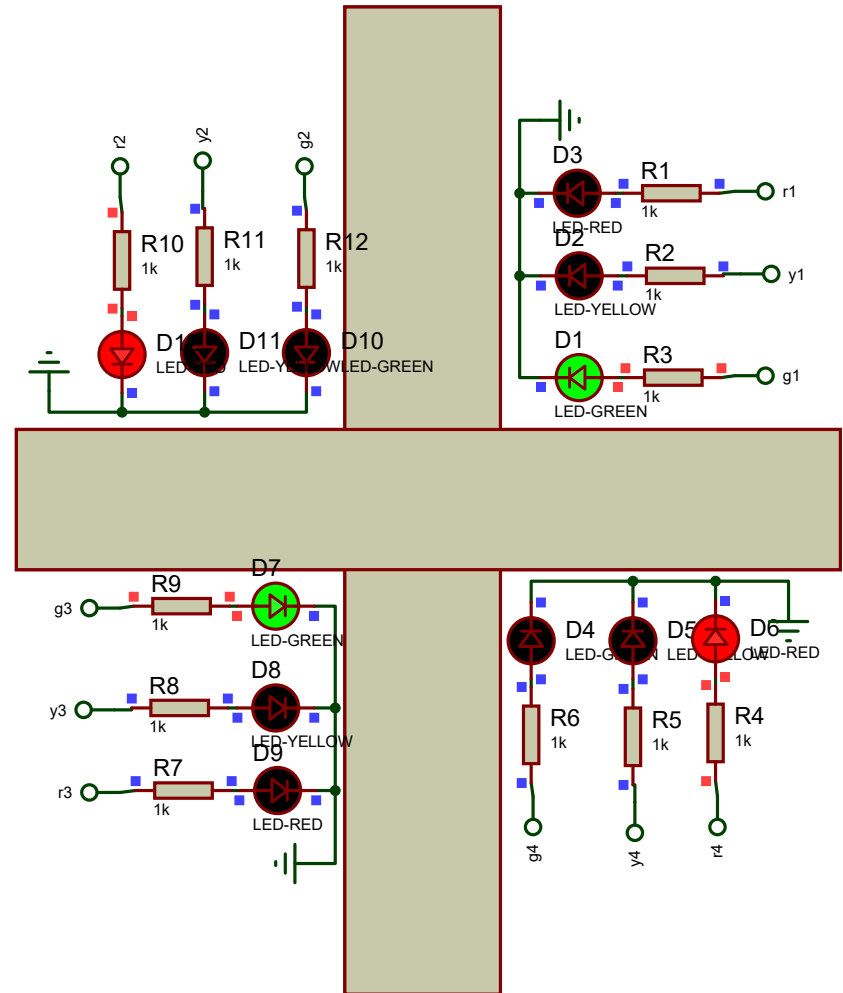 r2
y2
g2
R10
1k
R11
1k
R12
1k
D11
LED-YELLOW
D10
LED-GREEN
D3
LED-RED
R1
1k
r1
D2
LED-YELLOW
R2
1k
y1
D1
LED-GREEN
R3
1k
g1
g3
R9
1k
D7
LED-GREEN
y3
R8
1k
D8
LED-YELLOW
r3
R7
1k
D9
LED-RED
D4
LED-GREEN
D5
LED-YELLOW
D6
LED-RED
R6
1k
R5
1k
R4
1k
g4
y4
r4